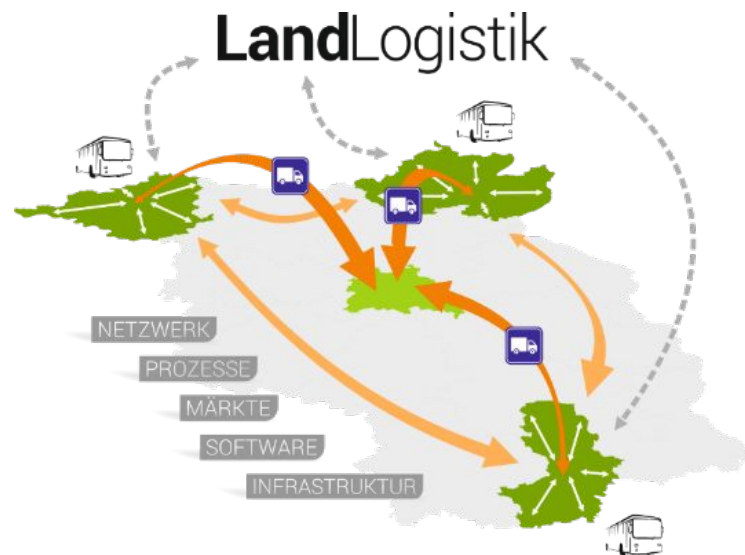 LandLogistik
NETZWERK
PROZESSE
MÄRKTE
SOFTWARE
INFRASTRUKTUR